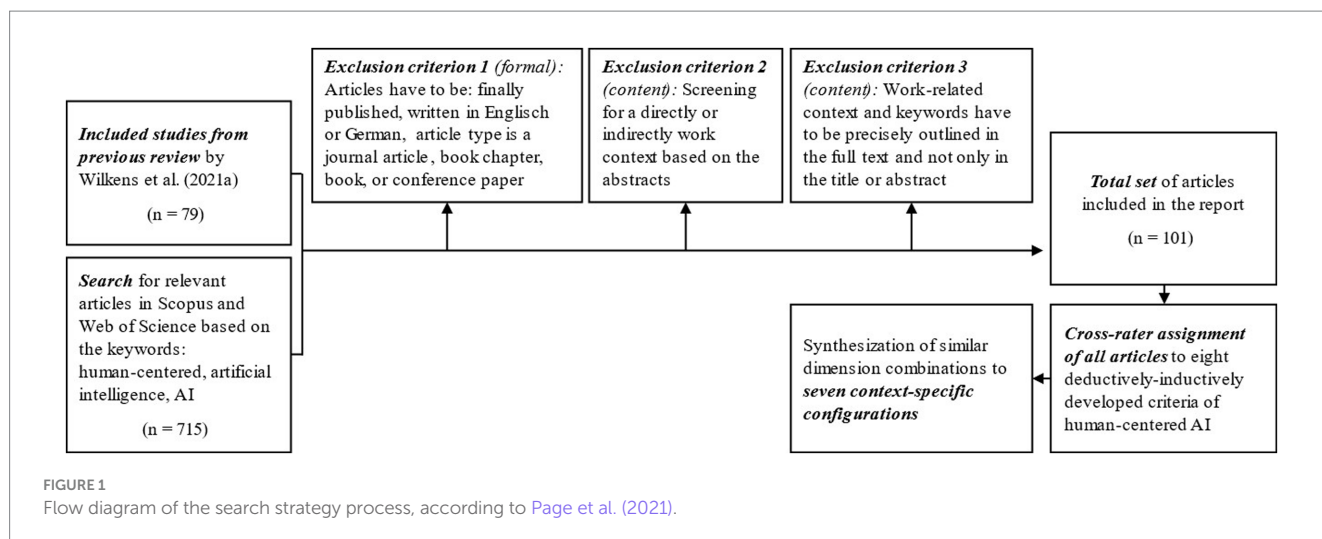 Included studies from
previous review by
Wilkens et al. (2021a)
(n = 79)
Search for relevant
articles in Scopus and
Web of Science based on
the keywords:
human-centered, artificial
intelligence, AI
(n = 715)
Exclusion criterion 1 (formal):
Articles have to be: finally
published, written in Englisch
or German, article type is a
journal article, book chapter,
book, or conference paper
Exclusion criterion 2
(content): Screening
for a directly or
indirectly work
context based on the
abstracts
Exclusion criterion 3
(content): Work-related
context and keywords have
to be precisely outlined in
the full text and not only in
the title or abstract
Total set of articles
included in the report
(n = 101)
Cross-rater assignment
of all articles to eight
deductively-inductively
developed criteria of
human-centered AI
Synthesization of similar
dimension combinations to
seven context-specific
configurations
FIGURE 1
Flow diagram of the search strategy process, according to Page et al. (2021).